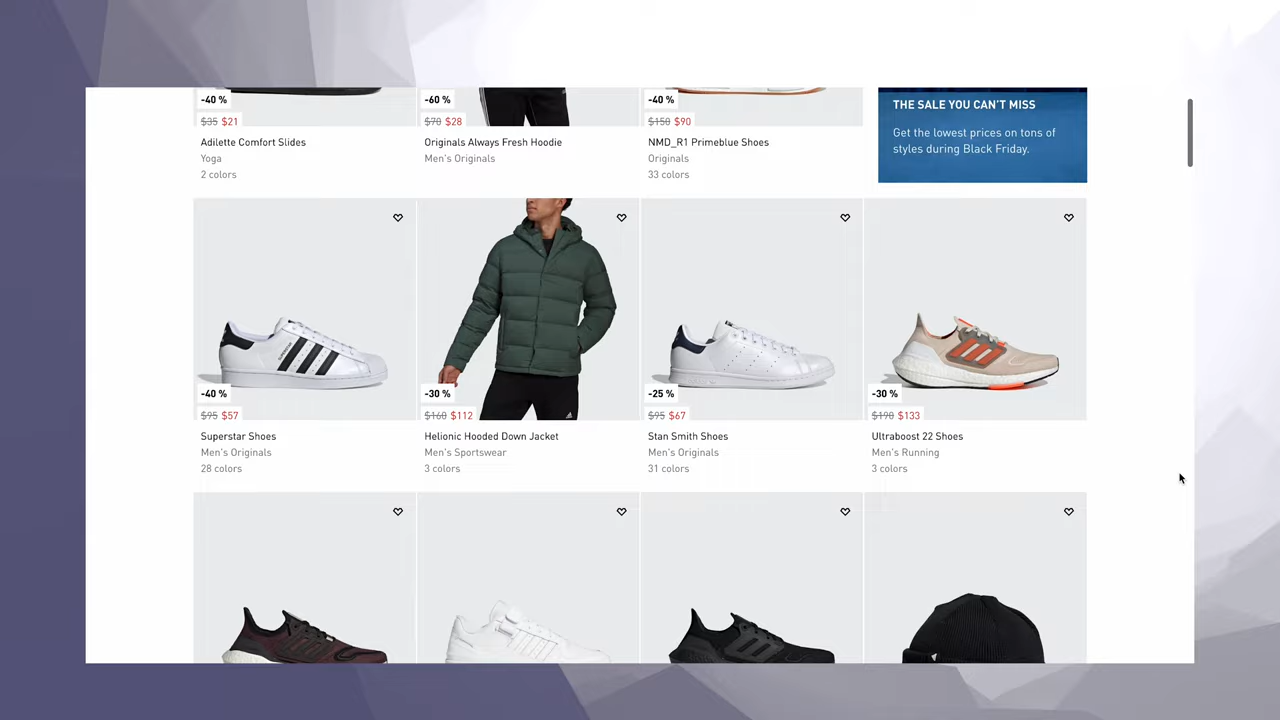 -40 %
$35 $21
Adilette Comfort Slides
Yoga
2 colors
-60 %
$70 $28
Originals Always Fresh Hoodie
Men's Originals
-40 %
$150 $90
NMD_R1 Primeblue Shoes
Originals
33 colors
THE SALE YOU CAN'T MISS
Get the lowest prices on tons of
styles during Black Friday.
-40 %
$95 $57
Superstar Shoes
Men's Originals
28 colors
-30 %
$160 $112
Helionic Hooded Down Jacket
Men's Sportswear
3 colors
-25 %
$95 $67
Stan Smith Shoes
Men's Originals
31 colors
-30 %
$190 $133
Ultraboost 22 Shoes
Men's Running
3 colors